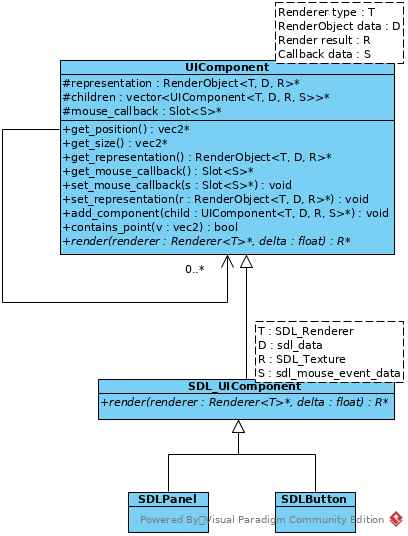 Renderer type : T
RenderObject data : D
Render result : R
Callback data : S
UIComponent
#representation : RenderObject<T, D, R>*
#children : vector<UIComponent<T, D, R, S>>*
#mouse_callback : Slot<S>*
+get_position() : vec2*
+get_size() : vec2*
+get_representation() : RenderObject<T, D, R>*
+get_mouse_callback() : Slot<S>*
+set_mouse_callback(s : Slot<S>*) : void
+set_representation(r : RenderObject<T, D, R>*) : void
+add_component(child : UIComponent<T, D, R, S>*) : void
+contains_point(v : vec2) : bool
+render(renderer : Renderer<T>*, delta : float) : R*
0..*
T : SDL_Renderer
D : sdl_data
R : SDL_Texture
S : sdl_mouse_event_data
SDL_UIComponent
+render(renderer : Renderer<T>*, delta : float) : R*
SDLPanel
SDLButton
Powered By Visual Paradigm Community Edition